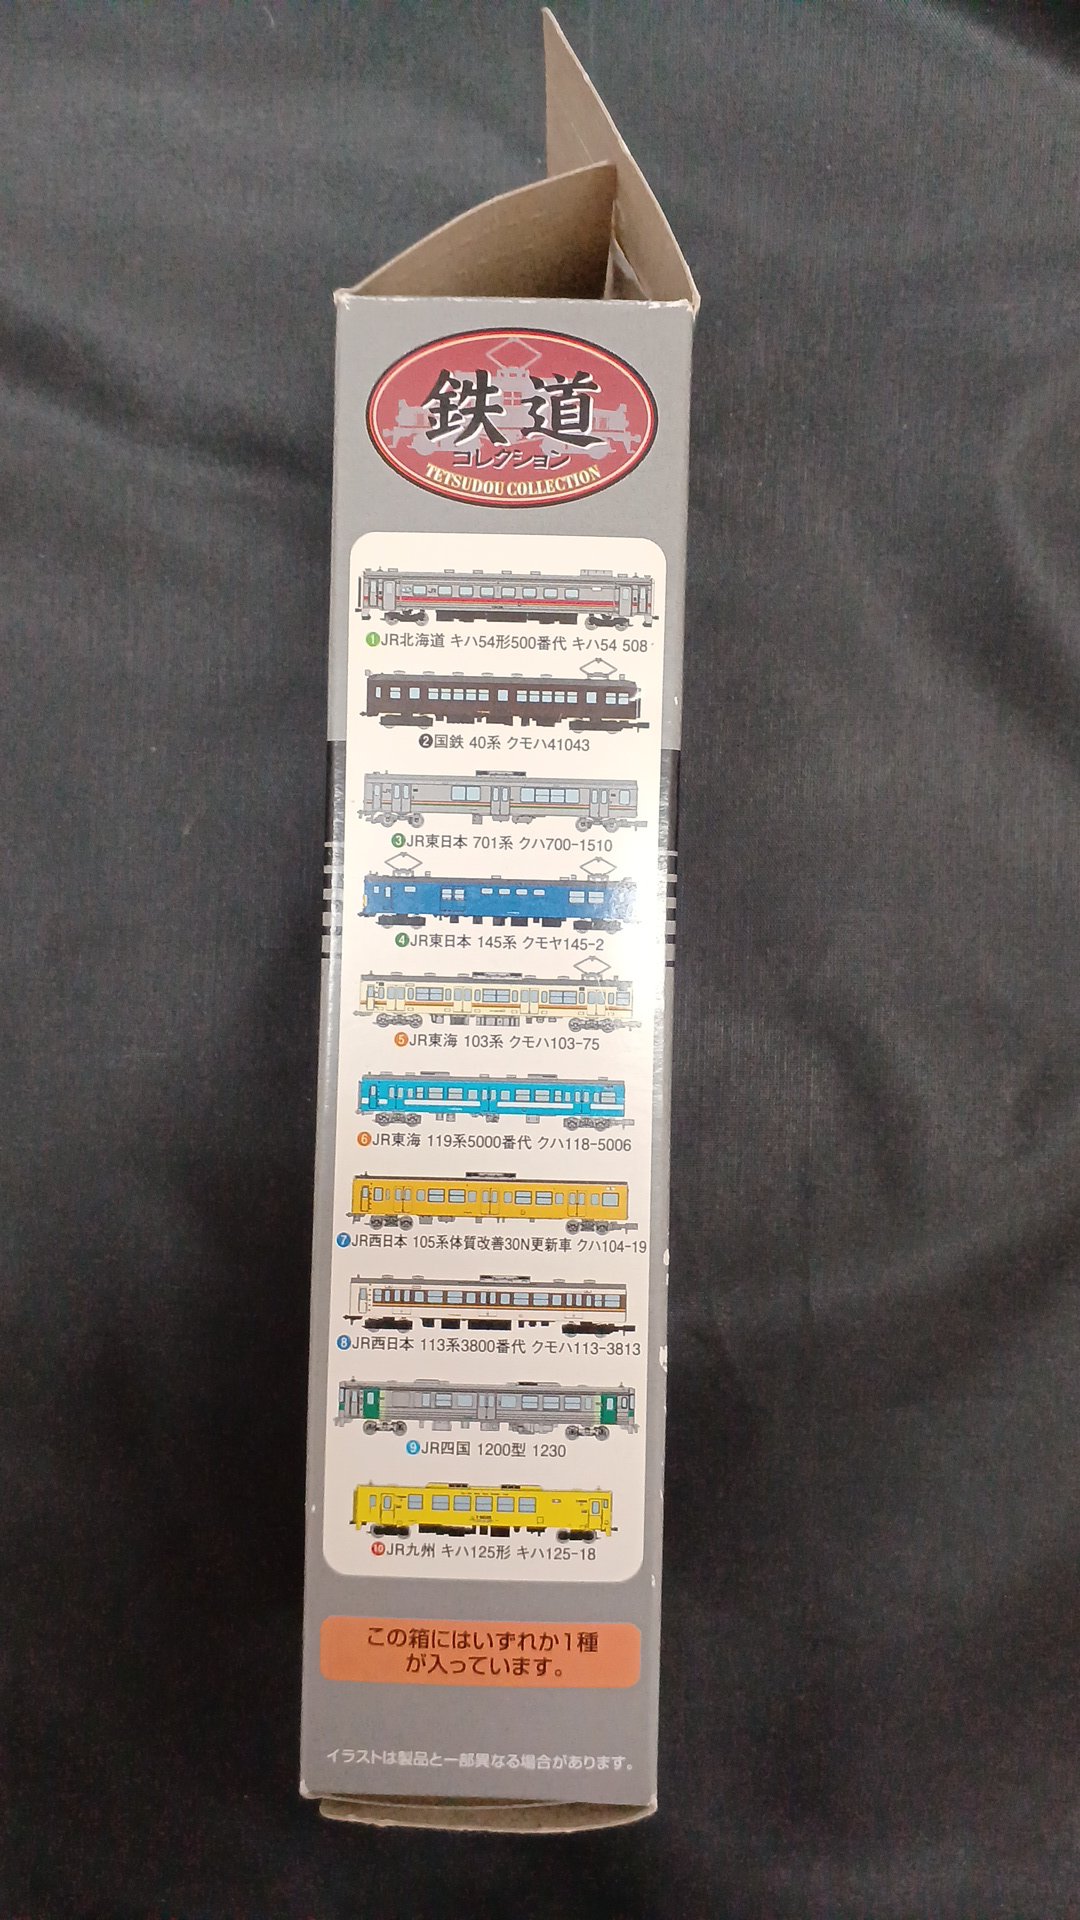 鉄道
コレクション
TETSUDOU COLLECTION
1 JR北海道 キハ54形500番代 キハ54 508
2 国鉄 40系 クモハ41043
3 JR東日本 701系 クハ700-1510
4 JR東日本 145系 クモヤ145-2
5 JR東海 103系 クモハ103-75
6 JR東海 119系5000番代 クハ118-5006
7 JR西日本 105系体質改善30N更新車 クハ104-19
8 JR西日本 113系3800番代 クモハ113-3813
9 JR四国 1200型 1230
10 JR九州 キハ125形 キハ125-18
この箱にはいずれか1種
が入っています。
イラストは製品と一部異なる場合があります。